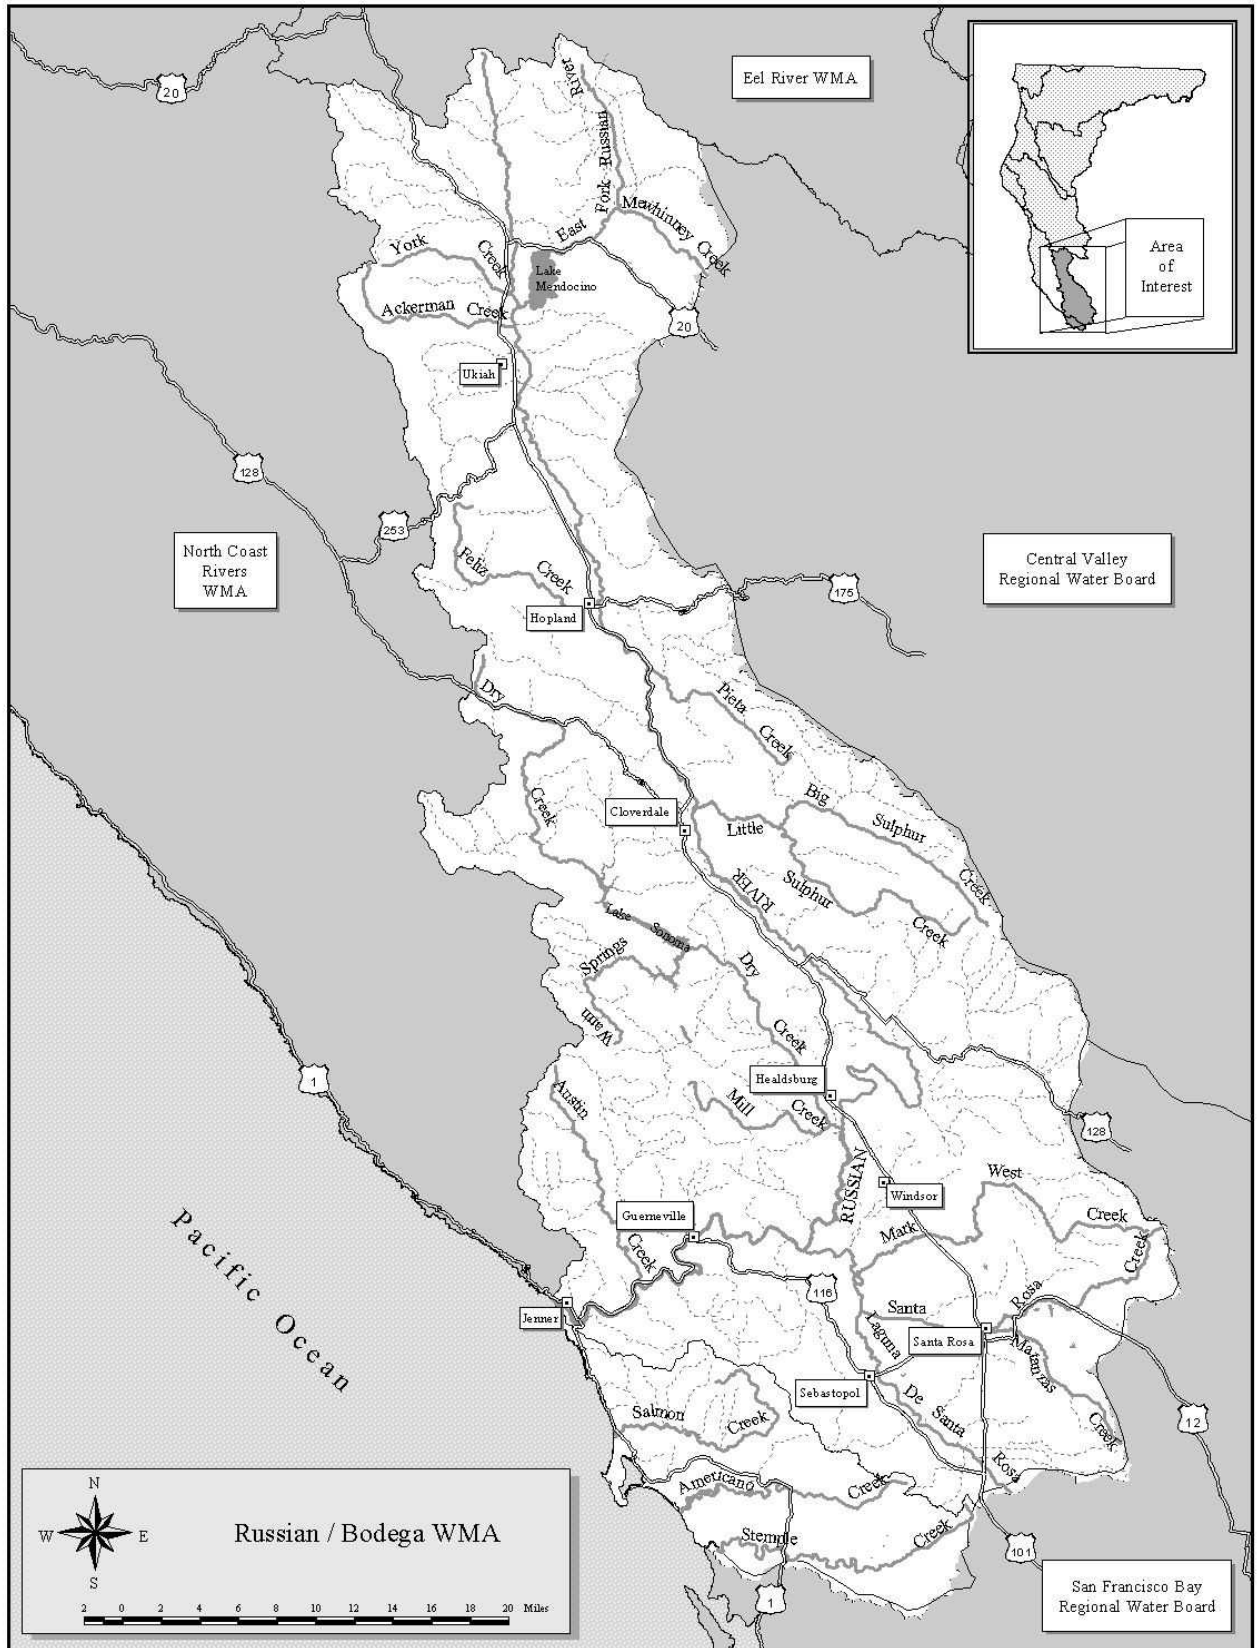 Eel River WMA
20
Area
of
Interest
East
Fork
Russian
River
Mewhinney Creek
York
Creek
Lake
Mendocino
Ackerman Creek
20
Ukiah
128
253
North Coast
Rivers
WMA
Central Valley
Regional Water Board
Feliz
Creek
175
Hopland
Dry
Pieta
Creek
Creek
Cloverdale
Big
Sulphur
Creek
Little
Sulphur
Creek
RIVER
Lake Sonoma
Dry
Creek
Warm
Springs
Healdsburg
Austin
Creek
Mill
Creek
1
128
RUSSIAN
Windsor
West
Creek
Mark
Creek
Guerneville
116
Santa
Rosa
Jenner
Santa Rosa
Laguna
De
Santa
Rosa
Matanzas
Creek
Sebastopol
Pacific Ocean
Salmon
Creek
12
Americano
Creek
Stemple
Creek
101
1
N
W E
S
Russian / Bodega WMA
2 0 2 4 6 8 10 12 14 16 18 20 Miles
San Francisco Bay
Regional Water Board